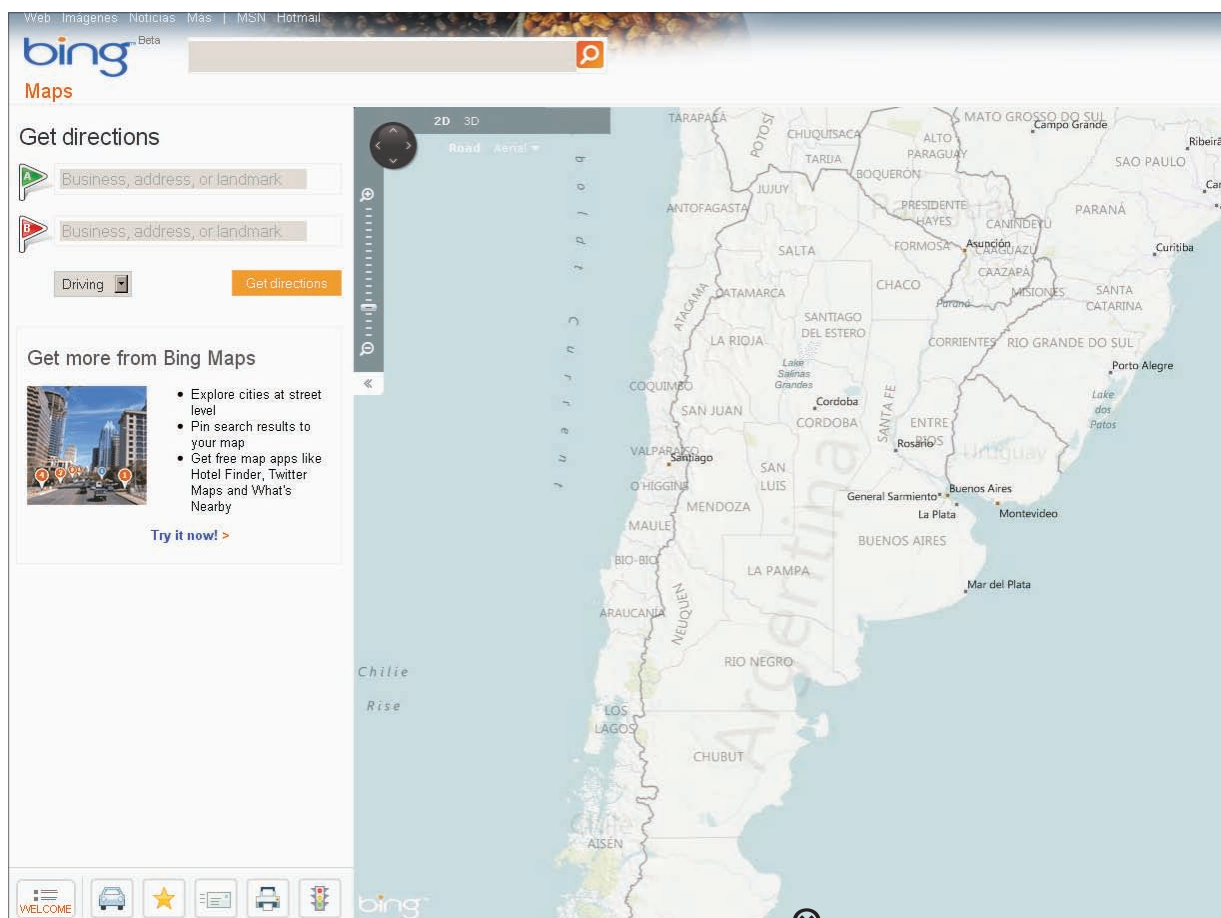 Web Imágenes Noticias Más | MSN Hotmail
bing Beta
Maps
Get directions
A Business, address, or landmark
B Business, address, or landmark
Driving
Get directions
Get more from Bing Maps
• Explore cities at street
level
• Pin search results to
your map
• Get free map apps like
Hotel Finder, Twitter
Maps and What's
Nearby
Try it now! >
WELCOME
2D 3D
Road Aerial
«
Current
Chilie
Rise
bing
TARAPACÁ
POTOSÍ
CHUQUISACA
TARIJA
ALTO
PARAGUAY
MATO GROSSO DO SUL
Campo Grande
SAO PAULO
BOQUERÓN
JUJUY
ANTOFAGASTA
PRESIDENTE
HAYES
CANINDEYU
PARANÁ
SALTA
FORMOSA
Asunción
CAAGUAZU
Curitiba
CAAZAPÁ
CHACO
MISIONES
SANTA
CATARINA
ATACAMA
CATAMARCA
Paraná
SANTIAGO
DEL ESTERO
LA RIOJA
CORRIENTES
RIO GRANDE DO SUL
Lake
Salinas
Grandes
Porto Alegre
COQUIMBO
SAN JUAN
Cordoba
CORDOBA
SANTA FE
ENTRE
RIOS
Lake
dos
Patos
Rosario
Uruguay
VALPARAISO
Santiago
SAN
LUIS
O'HIGGINS
MENDOZA
General Sarmiento
Buenos Aires
La Plata
Montevideo
MAULE
BUENOS AIRES
BIO-BIO
LA PAMPA
Mar del Plata
NEUQUEN
ARAUCANIA
Argentina
RIO NEGRO
LOS
LAGOS
CHUBUT
Chile
AISÉN